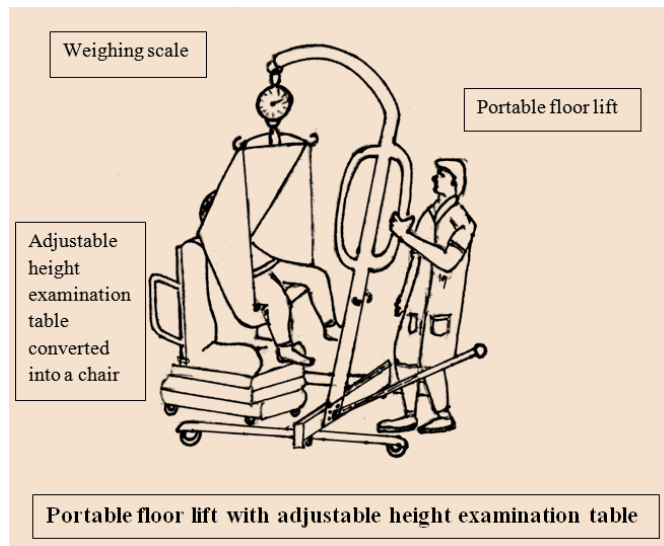 Weighing scale
Portable floor lift
Adjustable
height
examination
table
converted
into a chair
Portable floor lift with adjustable height examination table